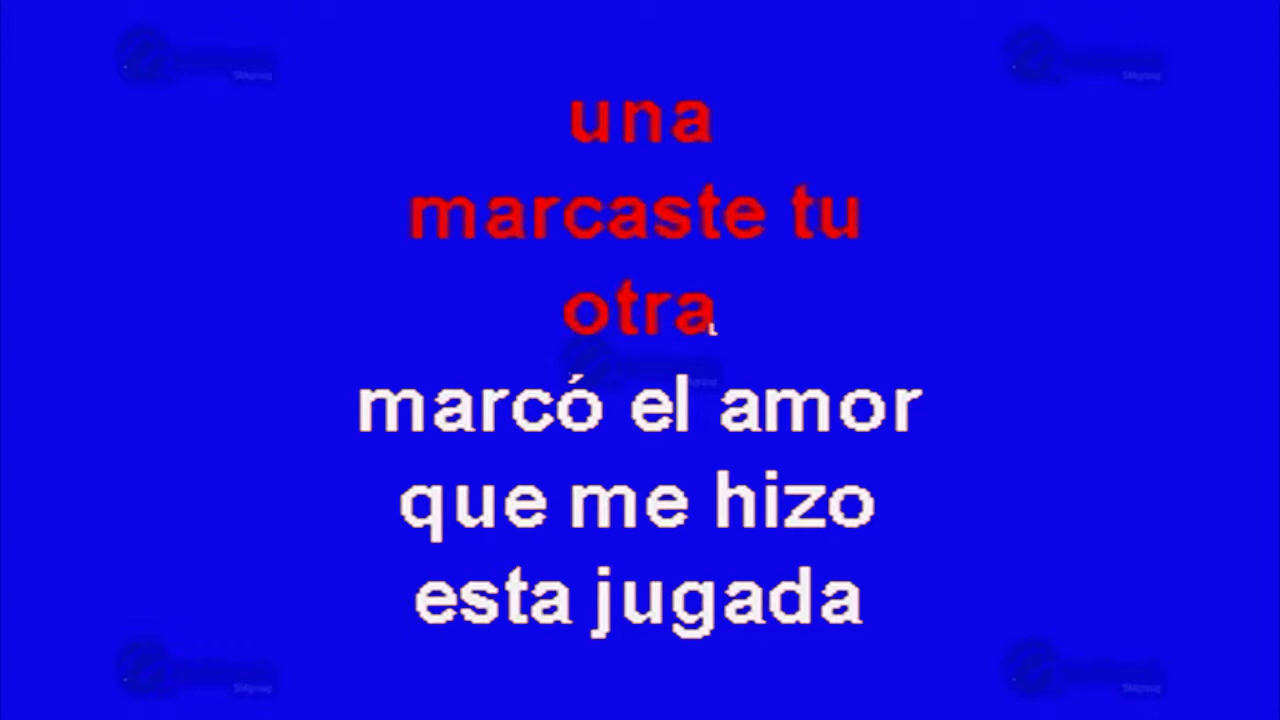 una
marcaste tu
otra
marcó el amor
que me hizo
esta jugada